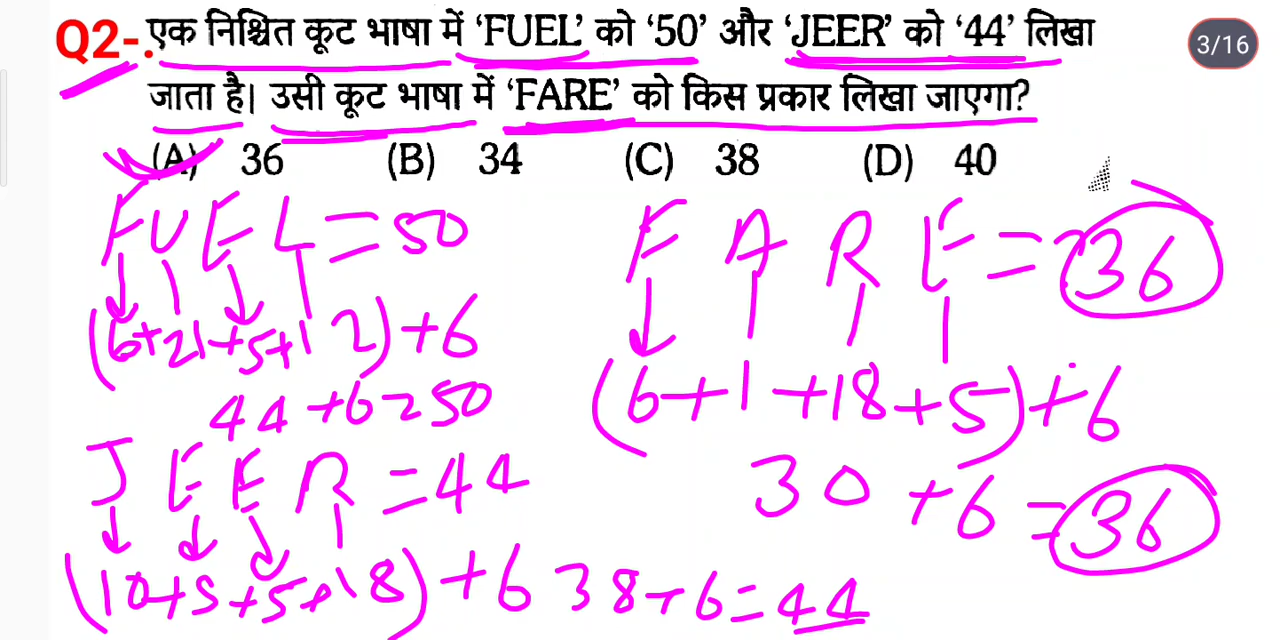 Q2-. एक निश्चित कूट भाषा में ‘FUEL’ को ‘50’ और ‘JEER’ को ‘44’ लिखा
3/16
जाता है। उसी कूट भाषा में ‘FARE’ को किस प्रकार लिखा जाएगा?
(A) 36 (B) 34 (C) 38 (D) 40
FUEL=50
(6+21+5+12)+6
44+6=50
JEER=44
(10+5+5+18)+6 38+6=44
FARE=36
(6+1+18+5)+6
30+6=36